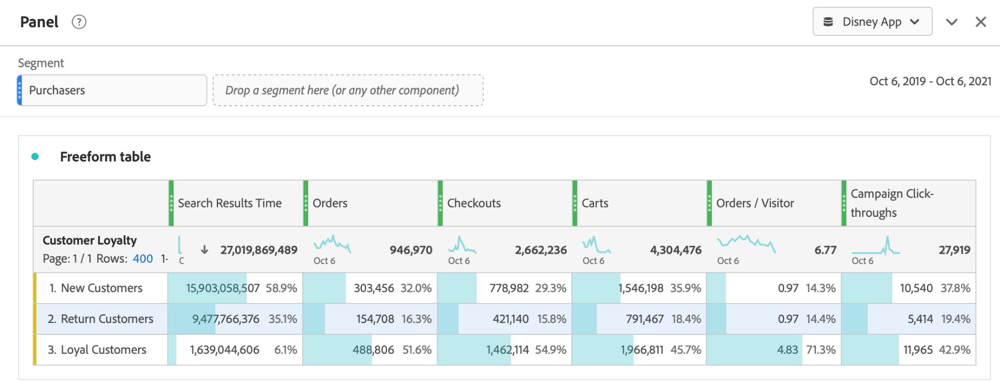 Panel ? Disney App
Segment
Purchasers Drop a segment here (or any other component) Oct 6, 2019 - Oct 6, 2021
Freeform table
Search Results Time Orders Checkouts Carts Orders / Visitor Campaign Click-
throughs
Customer Loyalty 27,019,869,489 946,970 2,662,236 4,304,476 6.77 27,919
Page: 1 / 1 Rows: 400 1- Oct 6 Oct 6 Oct 6 Oct 6 Oct 6
1. New Customers 15,903,058,507 58.9% 303,456 32.0% 778,982 29.3% 1,546,198 35.9% 0.97 14.3% 10,540 37.8%
2. Return Customers 9,477,766,376 35.1% 154,708 16.3% 421,140 15.8% 791,467 18.4% 0.97 14.4% 5,414 19.4%
3. Loyal Customers 1,639,044,606 6.1% 488,806 51.6% 1,462,114 54.9% 1,966,811 45.7% 4.83 71.3% 11,965 42.9%